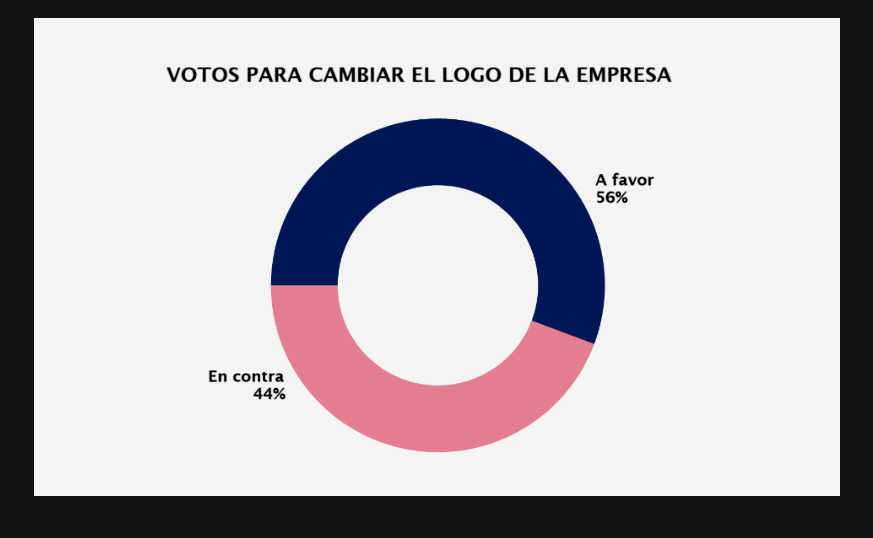 VOTOS PARA CAMBIAR EL LOGO DE LA EMPRESA
A favor
56%
En contra
44%